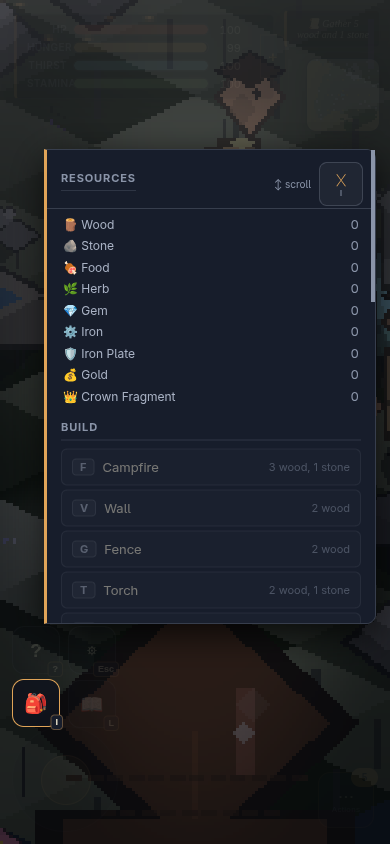 100
RESOURCES
↕ scroll
X
I
Wood 0
Stone 0
Food 0
Herb 0
Gem 0
Iron 0
Iron Plate 0
Gold 0
Crown Fragment 0
BUILD
F Campfire 3 wood, 1 stone
V Wall 2 wood
G Fence 2 wood
T Torch 2 wood, 1 stone
?
?
Esc
I
L